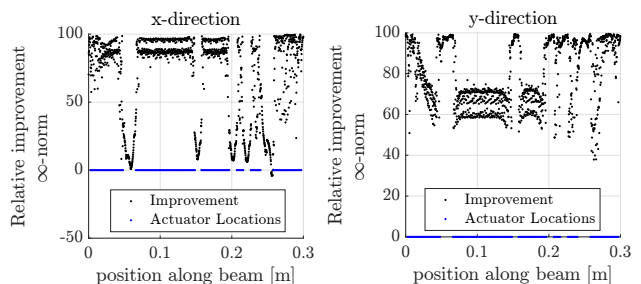 x-direction
Relative improvement
∞-norm
100
50
0
-50
Improvement
Actuator Locations
0
0.1
0.2
0.3
position along beam [m]
y-direction
Relative improvement
∞-norm
100
80
60
40
20
0
Improvement
Actuator Locations
0
0.1
0.2
0.3
position along beam [m]